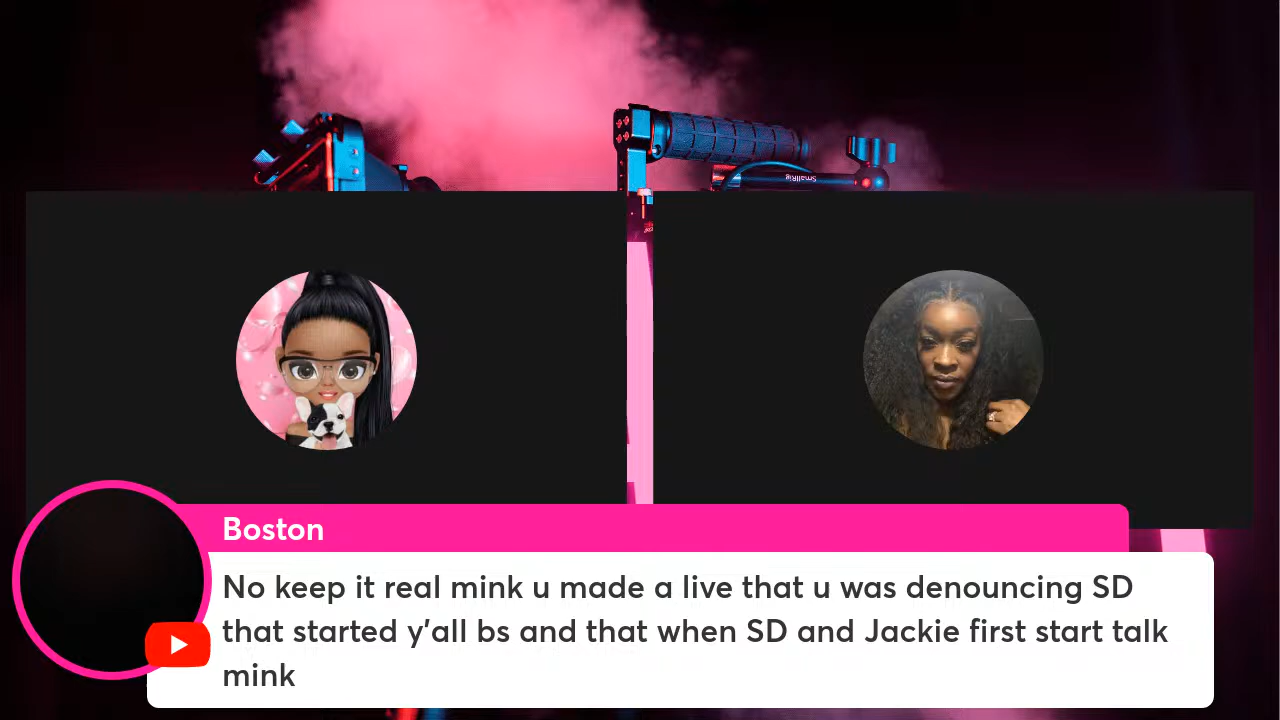 SmallRig
Boston
No keep it real mink u made a live that u was denouncing SD
that started y'all bs and that when SD and Jackie first start talk
mink